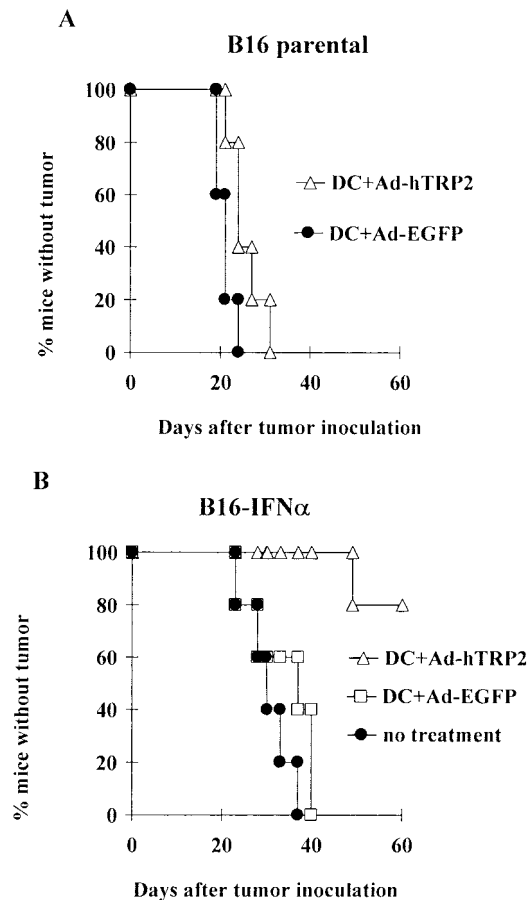 A
B16 parental
100
80
60
40
20
0
% mice without tumor
DC+Ad-hTRP2
DC+Ad-EGFP
0 20 40 60
Days after tumor inoculation
B
B16-IFNα
100
80
60
40
20
0
% mice without tumor
DC+Ad-hTRP2
DC+Ad-EGFP
no treatment
0 20 40 60
Days after tumor inoculation